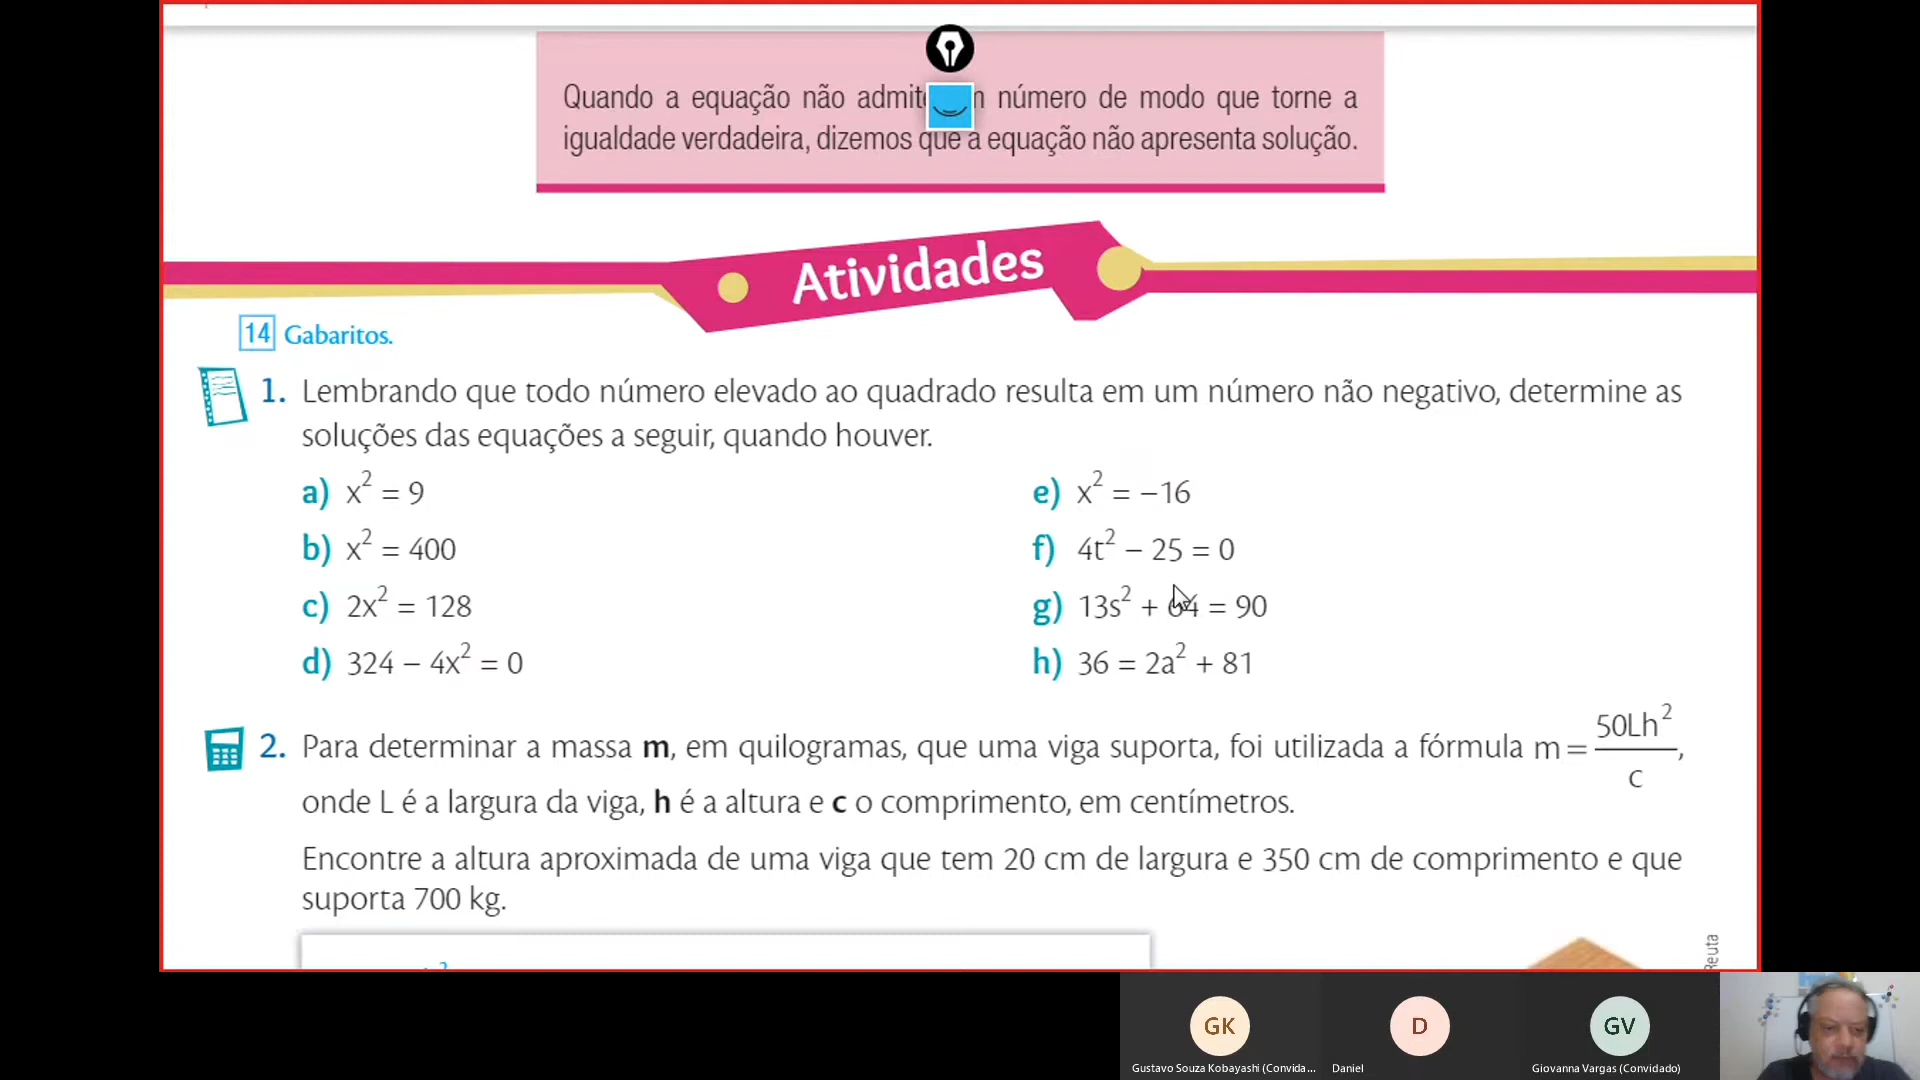 Quando a equação não número de modo que torne a
igualdade verdadeira, dizemos que a equação não apresenta solução.
Atividades
14 Gabaritos.
1. Lembrando que todo número elevado ao quadrado resulta em um número não negativo, determine as
soluções das equações a seguir, quando houver.
a) x² = 9
b) x² = 400
c) 2x² = 128
d) 324 – 4x² = 0
e) x² = –16
f) 4t² – 25 = 0
g) 13s² + = 90
h) 36 = 2a² + 81
2. Para determinar a massa m, em quilogramas, que uma viga suporta, foi utilizada a fórmula m = 50Lh² / c,
onde L é a largura da viga, h é a altura e c o comprimento, em centímetros.
Encontre a altura aproximada de uma viga que tem 20 cm de largura e 350 cm de comprimento e que
suporta 700 kg.
Reuta
GK
Gustavo Souza Kobayashi (Convida...
D
Daniel
GV
Giovanna Vargas (Convidado)